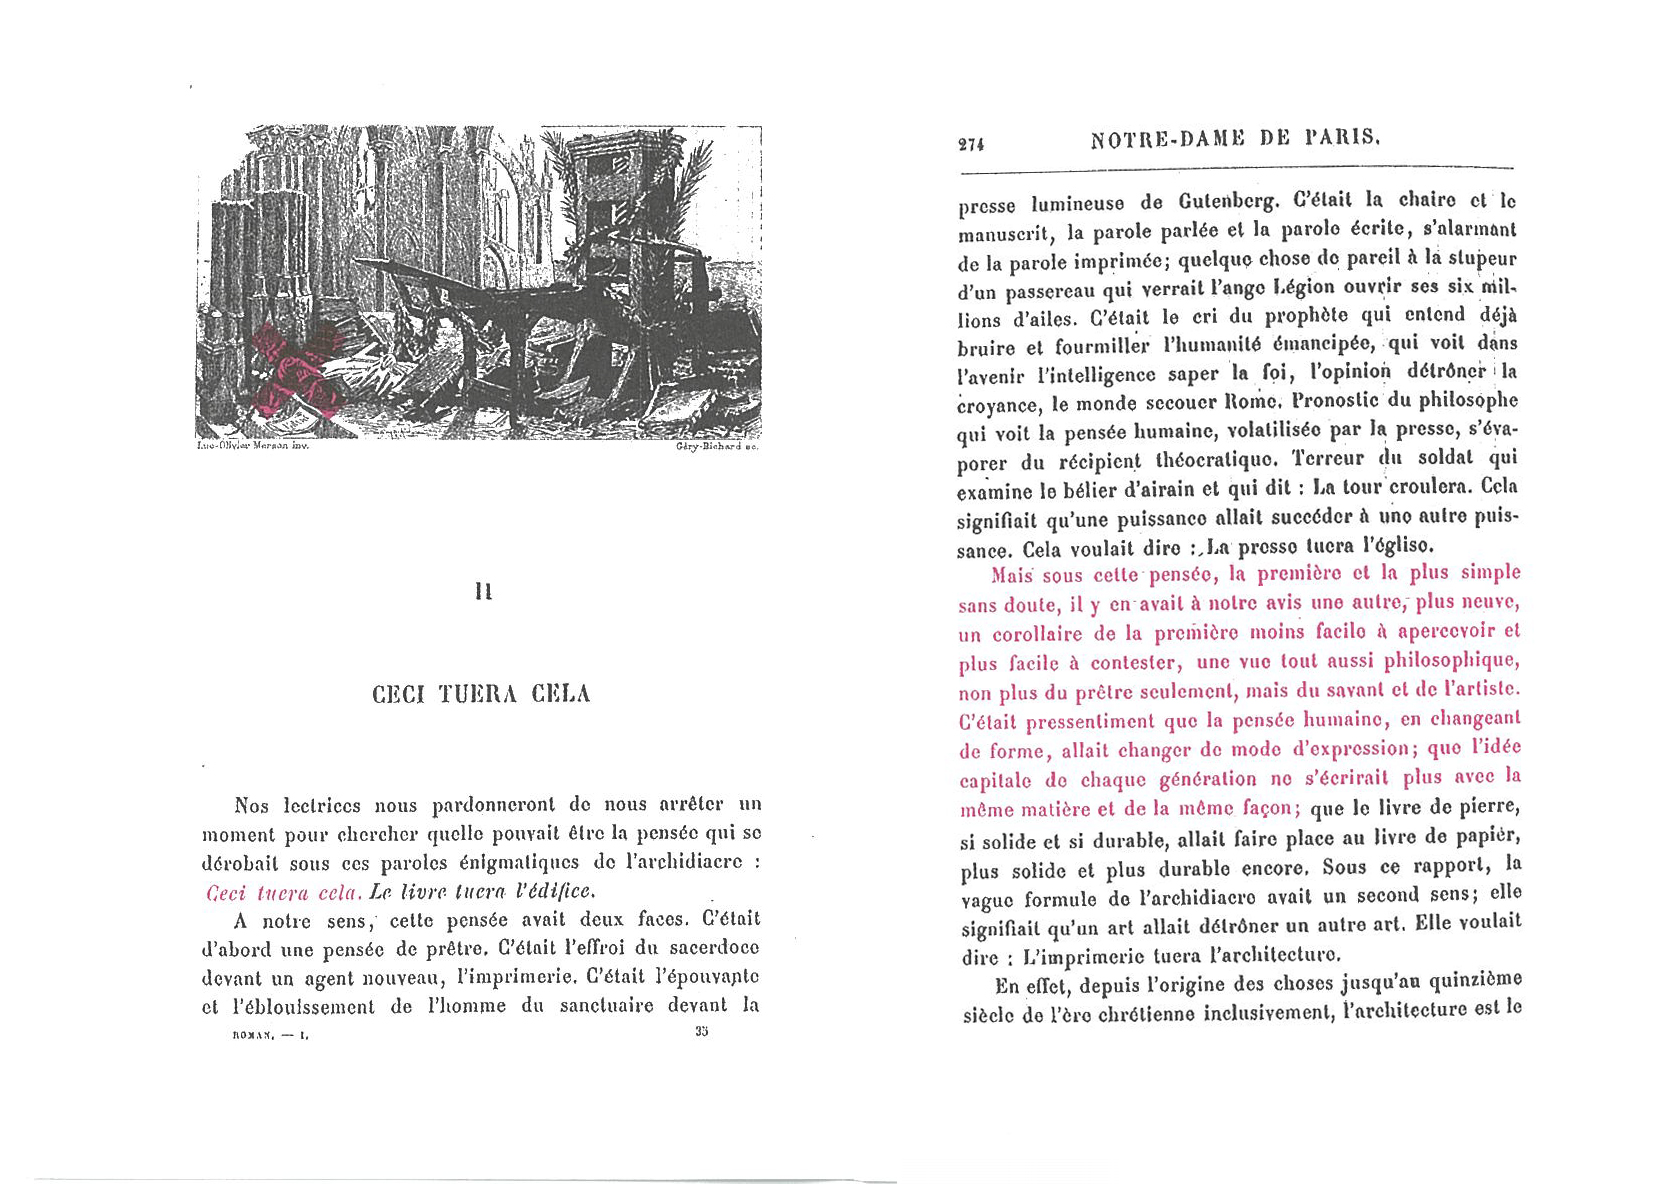 Luc-Olivier Merson inv.
Géry-Bichard sc.
II
CECI TUERA CELA
Nos lectrices nous pardonneront de nous arrêter un
moment pour chercher quelle pouvait être la pensée qui se
dérobait sous ces paroles énigmatiques de l'archidiacre :
Ceci tuera cela. Le livre tuera l'édifice.
A notre sens, cette pensée avait deux faces. C'était
d'abord une pensée de prêtre. C'était l'effroi du sacerdoce
devant un agent nouveau, l'imprimerie. C'était l'épouvante
et l'éblouissement de l'homme du sanctuaire devant la
ROMAN. — I.
35
274
NOTRE-DAME DE PARIS.
presse lumineuse de Gutenberg. C'était la chaire et le
manuscrit, la parole parlée et la parole écrite, s'alarmant
de la parole imprimée; quelque chose de pareil à la stupeur
d'un passereau qui verrait l'ange Légion ouvrir ses six mil-
lions d'ailes. C'était le cri du prophète qui entend déjà
bruire et fourmiller l'humanité émancipée, qui voit dans
l'avenir l'intelligence saper la foi, l'opinion détrôner la
croyance, le monde secouer Rome. Pronostic du philosophe
qui voit la pensée humaine, volatilisée par la presse, s'éva-
porer du récipient théocratique. Terreur du soldat qui
examine le bélier d'airain et qui dit : La tour croulera. Cela
signifiait qu'une puissance allait succéder à une autre puis-
sance. Cela voulait dire : La presse tuera l'église.
Mais sous cette pensée, la première et la plus simple
sans doute, il y en avait à notre avis une autre, plus neuve,
un corollaire de la première moins facile à apercevoir et
plus facile à contester, une vue tout aussi philosophique,
non plus du prêtre seulement, mais du savant et de l'artiste.
C'était pressentiment que la pensée humaine, en changeant
de forme, allait changer de mode d'expression; que l'idée
capitale de chaque génération ne s'écrirait plus avec la
même matière et de la même façon; que le livre de pierre,
si solide et si durable, allait faire place au livre de papier,
plus solide et plus durable encore. Sous ce rapport, la
vague formule de l'archidiacre avait un second sens; elle
signifiait qu'un art allait détrôner un autre art. Elle voulait
dire : L'imprimerie tuera l'architecture.
En effet, depuis l'origine des choses jusqu'au quinzième
siècle de l'ère chrétienne inclusivement, l'architecture est le